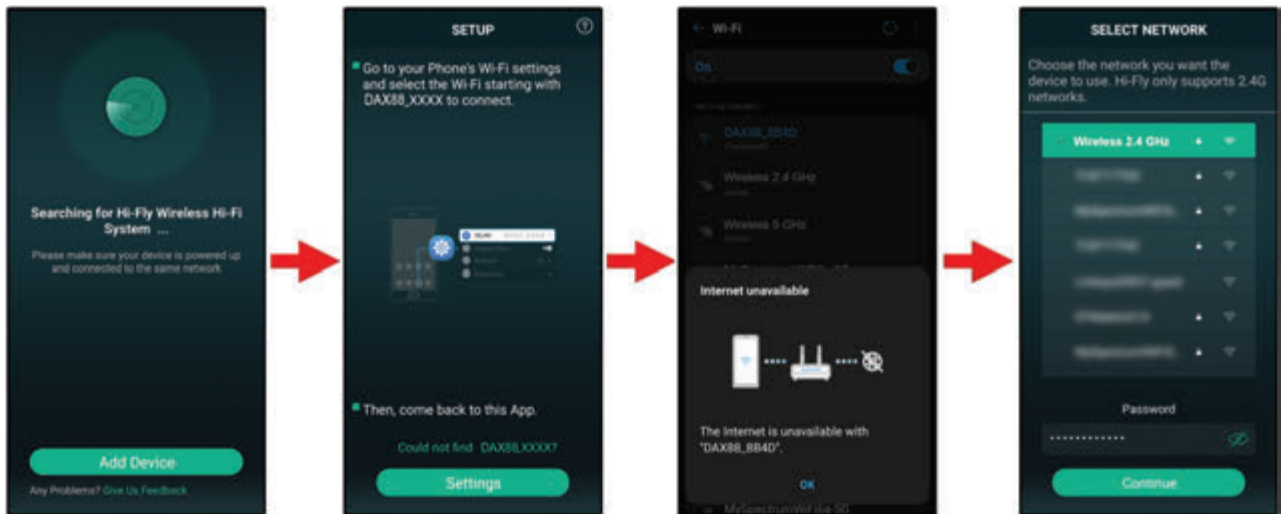 Searching for Hi-Fly Wireless Hi-Fi
System ...
Please make sure your device is powered up
and connected to the same network
Add Device
Any Problems? Give Us Feedback
SETUP
?
Go to your Phone's Wi-Fi settings
and select the Wi-Fi starting with
DAX88_XXXX to connect.
Then, come back to this App.
Could not find DAX88_XXXX?
Settings
Wi-Fi
On
DAX88_8B4D
Wireless 2.4 GHz
Wireless 5 GHz
Internet unavailable
The Internet is unavailable with
"DAX88_8B4D".
OK
SELECT NETWORK
Choose the network you want the
device to use. Hi-Fly only supports 2.4G
networks.
Wireless 2.4 GHz
Password
Continue